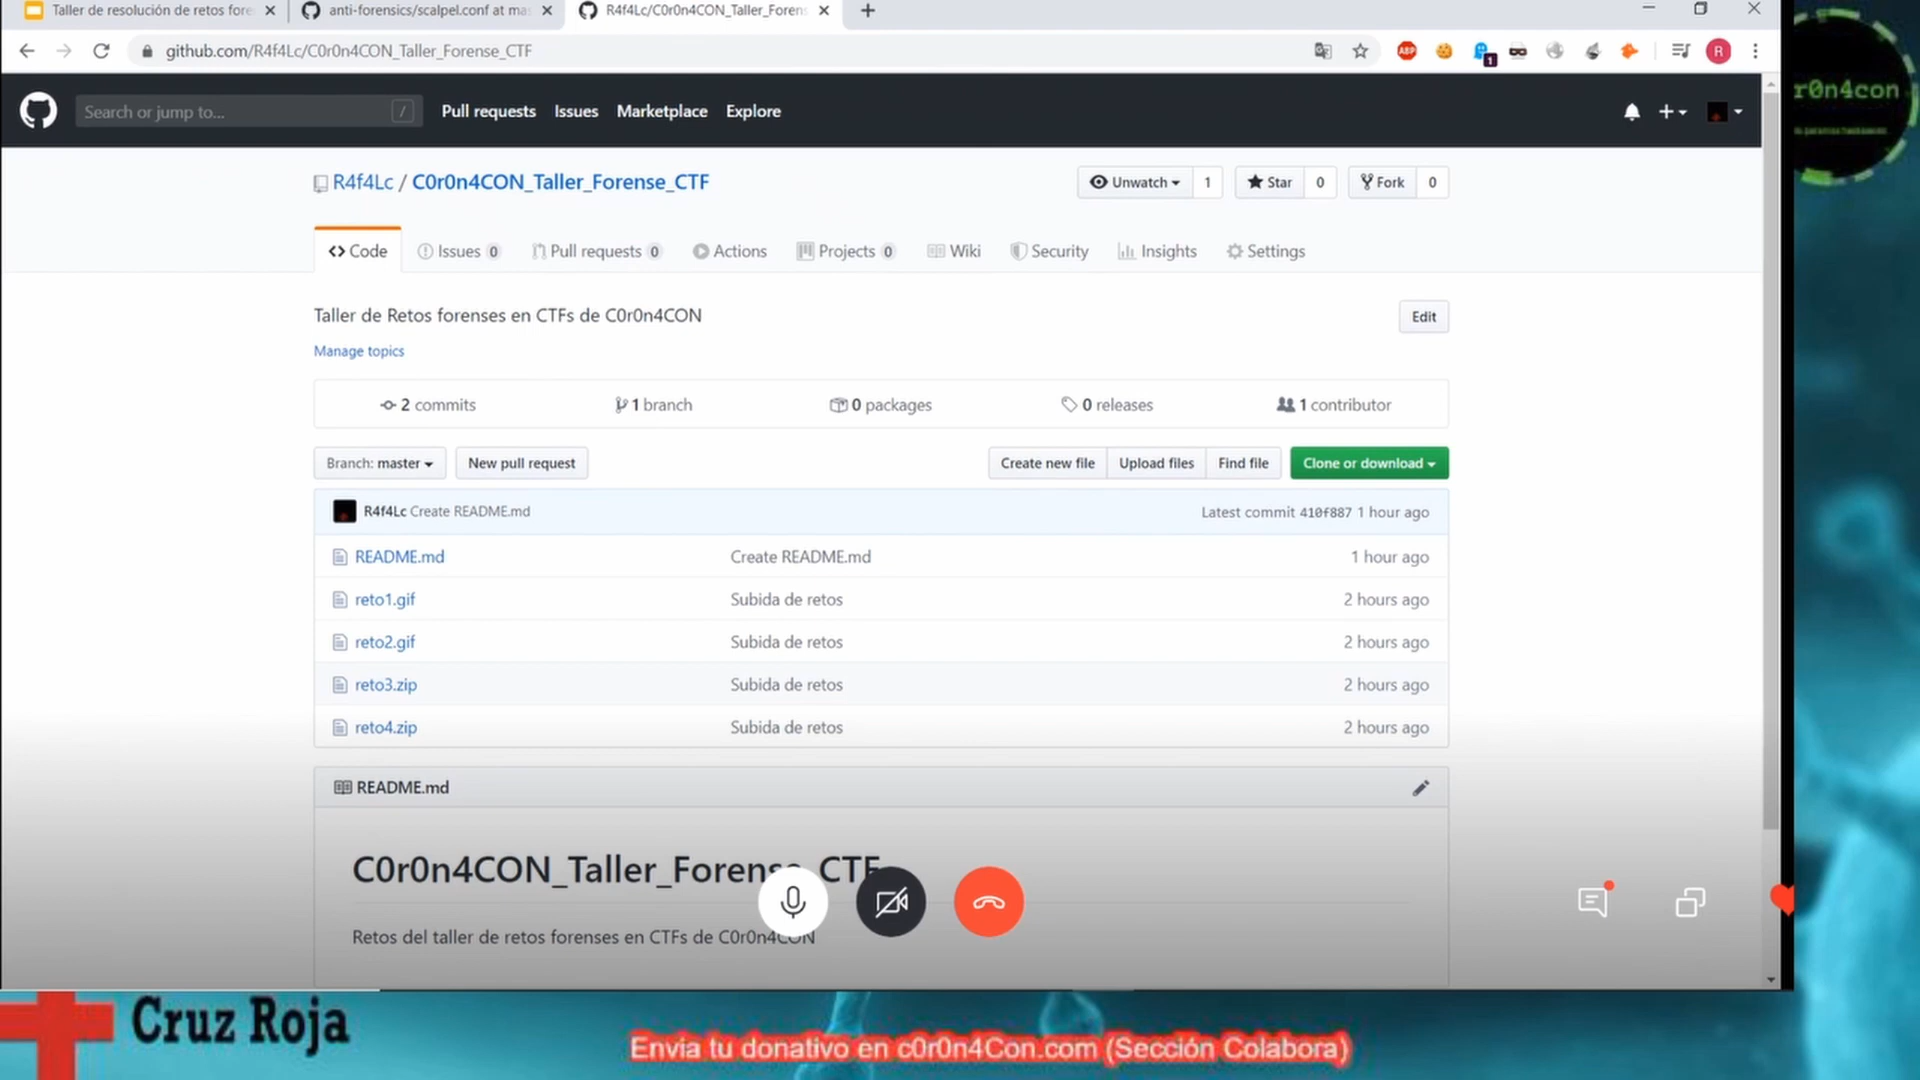 Taller de resolución de retos fore
anti-forensics/scalpel.conf at ma
R4f4Lc/C0r0n4CON_Taller_Forens
github.com/R4f4Lc/C0r0n4CON_Taller_Forense_CTF
ABP
1
R
Search or jump to...
/
Pull requests
Issues
Marketplace
Explore
r0n4con
R4f4Lc / C0r0n4CON_Taller_Forense_CTF
Unwatch 1
Star 0
Fork 0
Code
Issues 0
Pull requests 0
Actions
Projects 0
Wiki
Security
Insights
Settings
Taller de Retos forenses en CTFs de C0r0n4CON
Edit
Manage topics
2 commits
1 branch
0 packages
0 releases
1 contributor
Branch: master
New pull request
Create new file
Upload files
Find file
Clone or download
R4f4Lc Create README.md
Latest commit 410f887 1 hour ago
README.md Create README.md 1 hour ago
reto1.gif Subida de retos 2 hours ago
reto2.gif Subida de retos 2 hours ago
reto3.zip Subida de retos 2 hours ago
reto4.zip Subida de retos 2 hours ago
README.md
C0r0n4CON_Taller_Forense_CTF
Retos del taller de retos forenses en CTFs de C0r0n4CON
Cruz Roja
Envia tu donativo en c0r0n4Con.com (Sección Colabora)